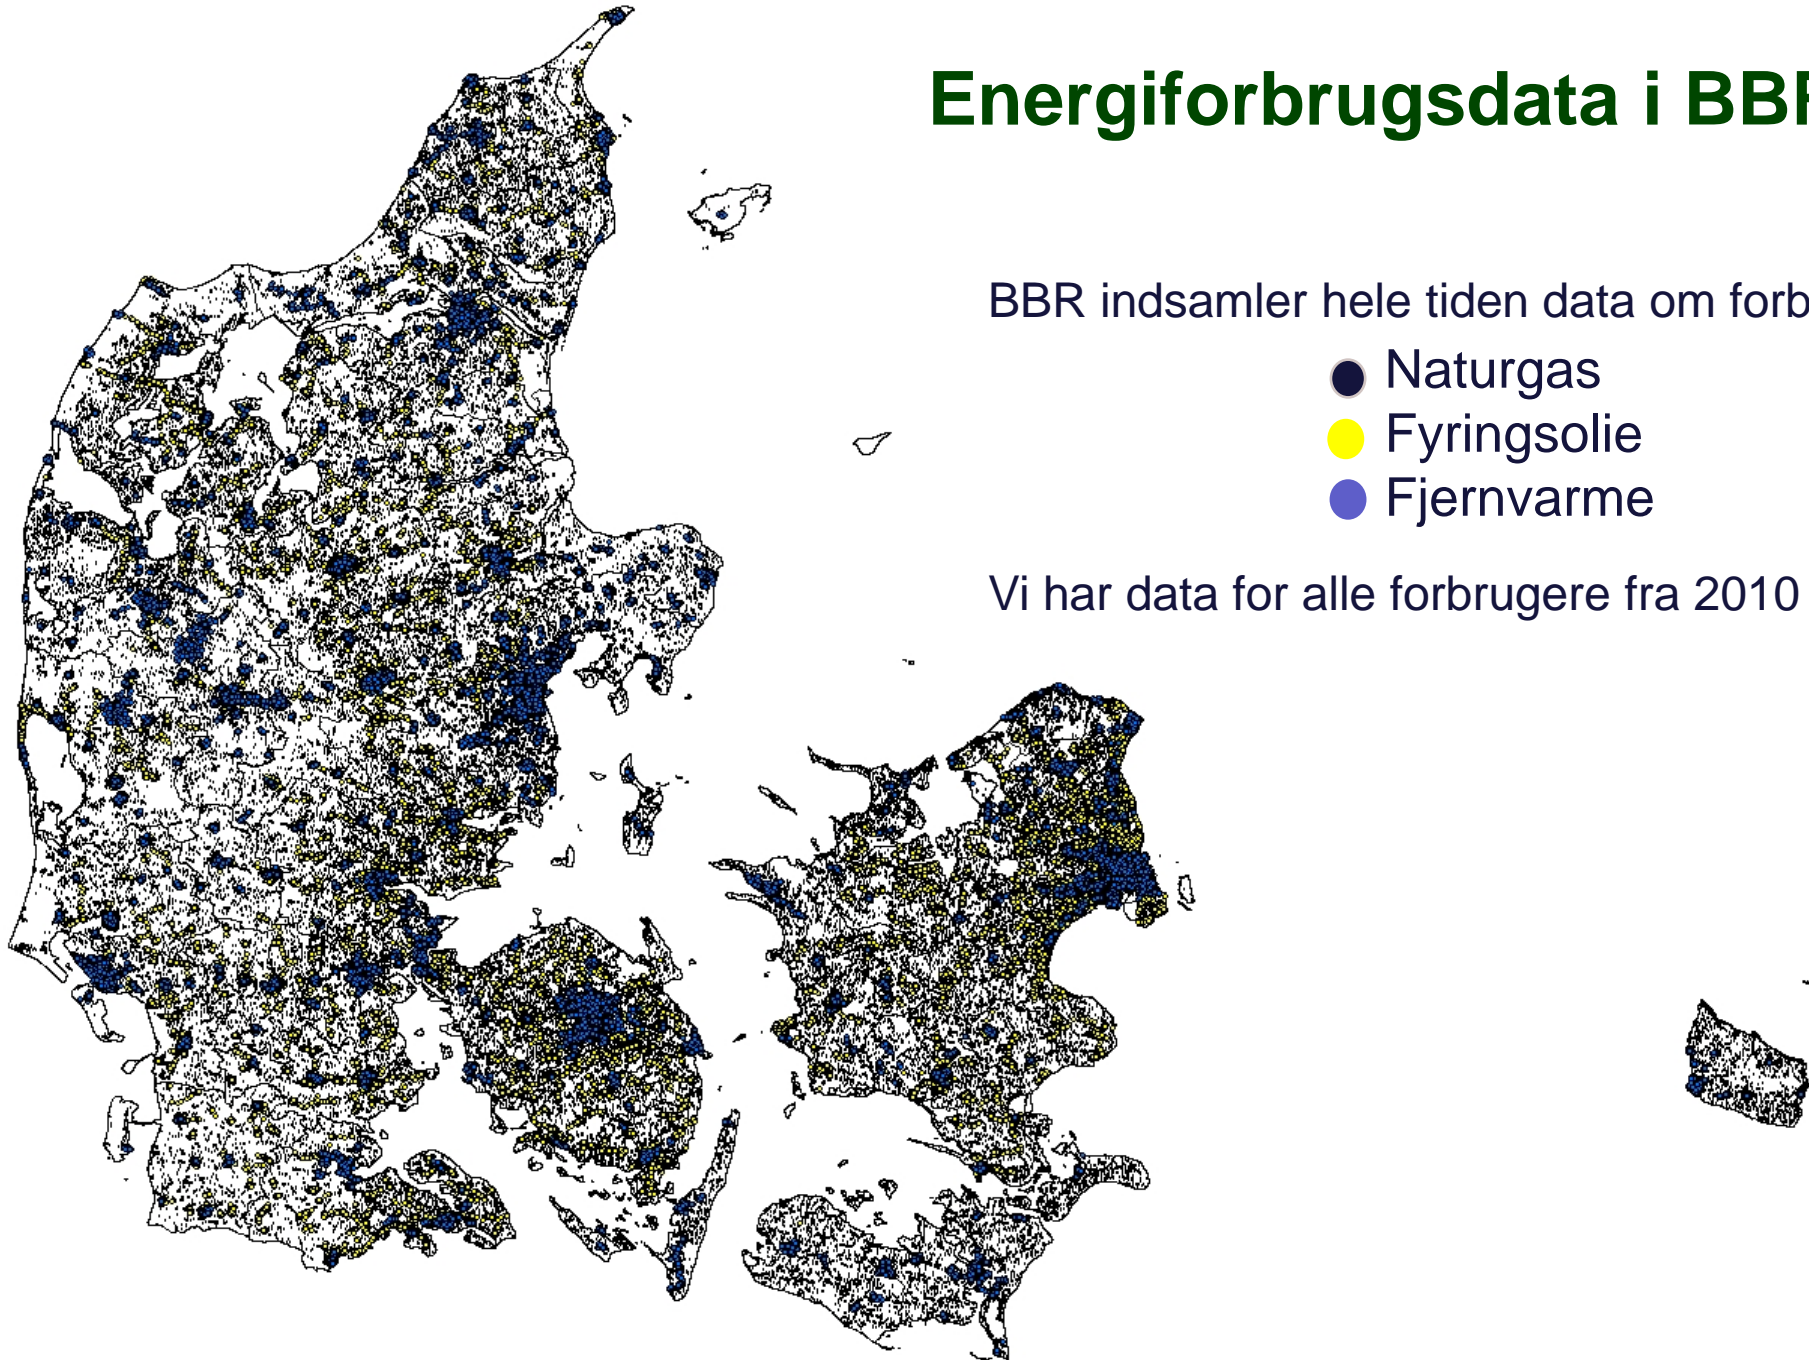 Energiforbrugsdata i BBR
BBR indsamler hele tiden data om forb
Naturgas
Fyringsolie
Fjernvarme
Vi har data for alle forbrugere fra 2010